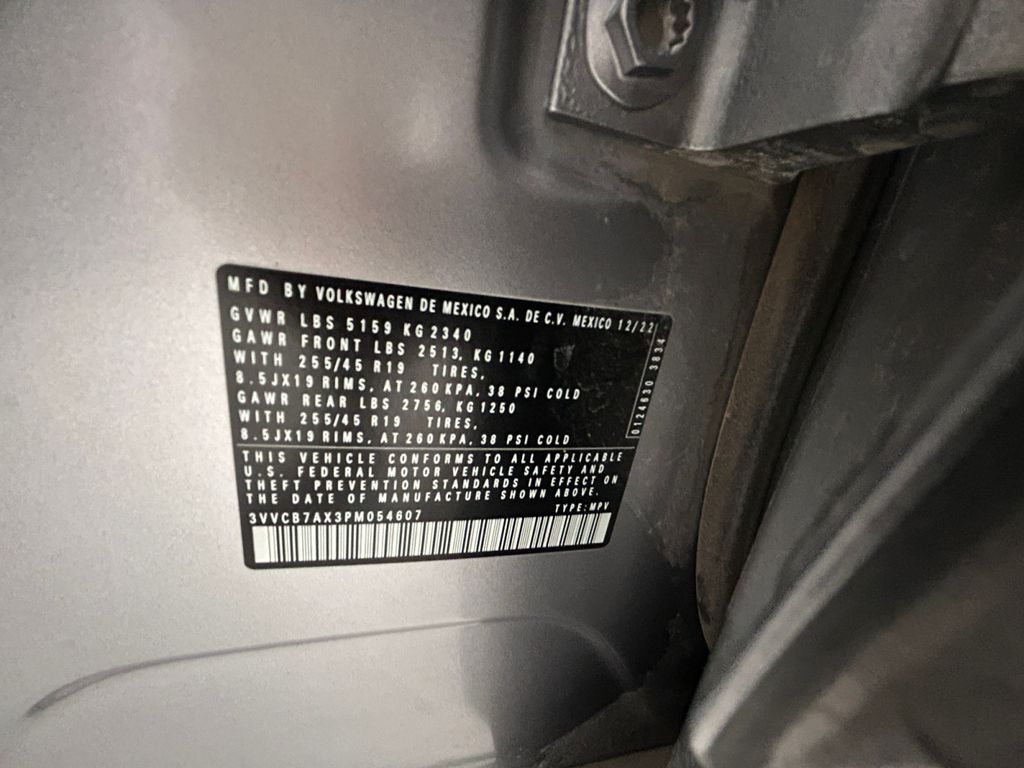 MFD BY VOLKSWAGEN DE MEXICO S.A. DE C.V. MEXICO 12/22
GVWR LBS 5159 KG 2340
GAWR FRONT LBS 2513, KG 1140
WITH 255/45 R19 TIRES,
8.5JX19 RIMS, AT 260 KPA, 38 PSI COLD
GAWR REAR LBS 2756, KG 1250
WITH 255/45 R19 TIRES,
8.5JX19 RIMS, AT 260 KPA, 38 PSI COLD
0124630 3834
THIS VEHICLE CONFORMS TO ALL APPLICABLE
U.S. FEDERAL MOTOR VEHICLE SAFETY AND
THEFT PREVENTION STANDARDS IN EFFECT ON
THE DATE OF MANUFACTURE SHOWN ABOVE.
3VVCB7AX3PM054607 TYPE: MPV